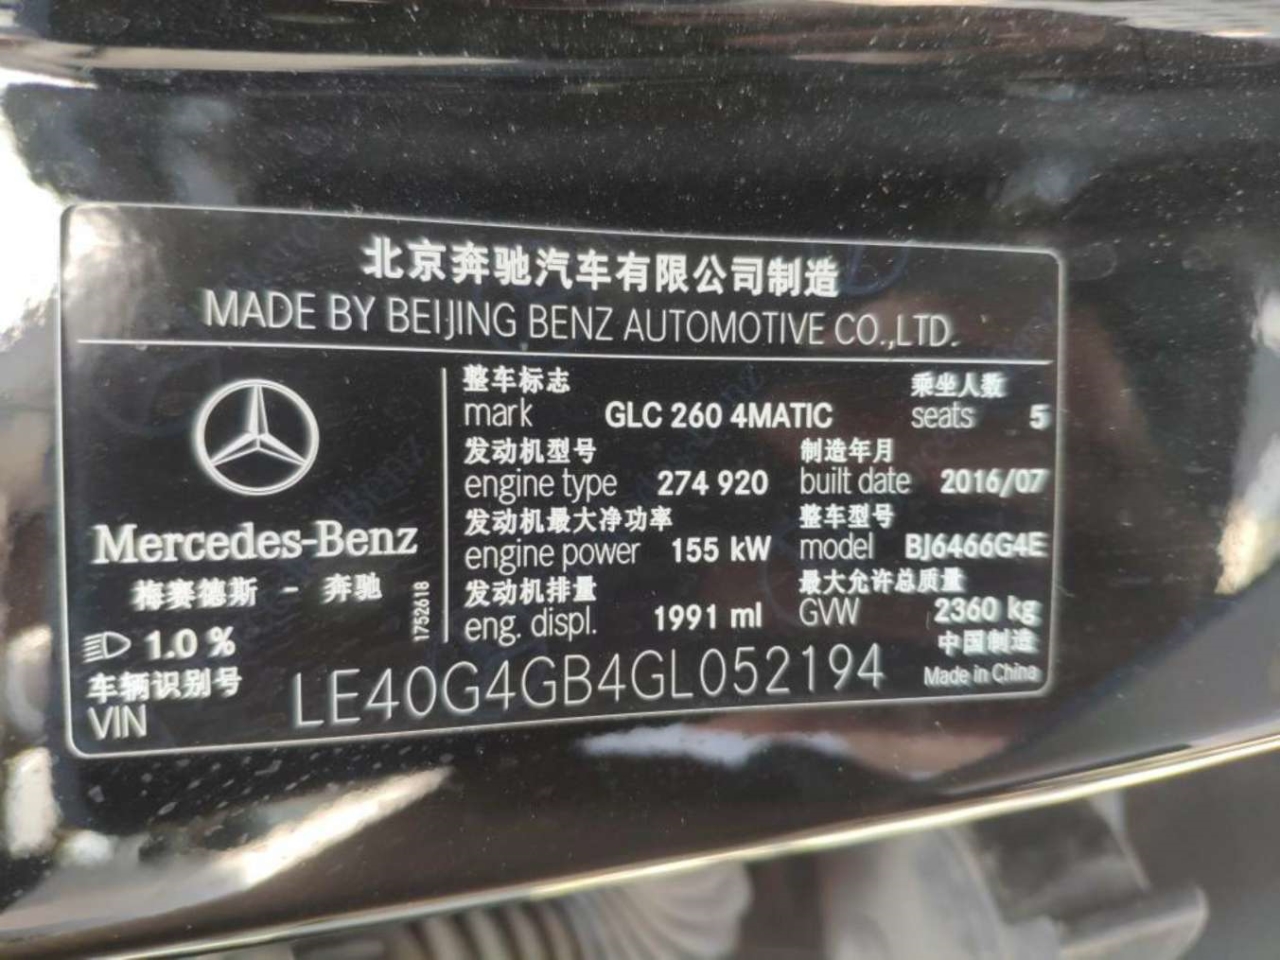 北京奔驰汽车有限公司制造
MADE BY BEIJING BENZ AUTOMOTIVE CO.,LTD.
整车标志 乘坐人数
mark GLC 260 4MATIC seats 5
发动机型号 制造年月
engine type 274 920 built date 2016/07
发动机最大净功率 整车型号
engine power 155 kW model BJ6466G4E
发动机排量 最大允许总质量
eng. displ. 1991 ml GVW 2360 kg
Mercedes-Benz
梅赛德斯 - 奔驰
1752618
1.0 %
中国制造
Made in China
车辆识别号
VIN LE40G4GB4GL052194